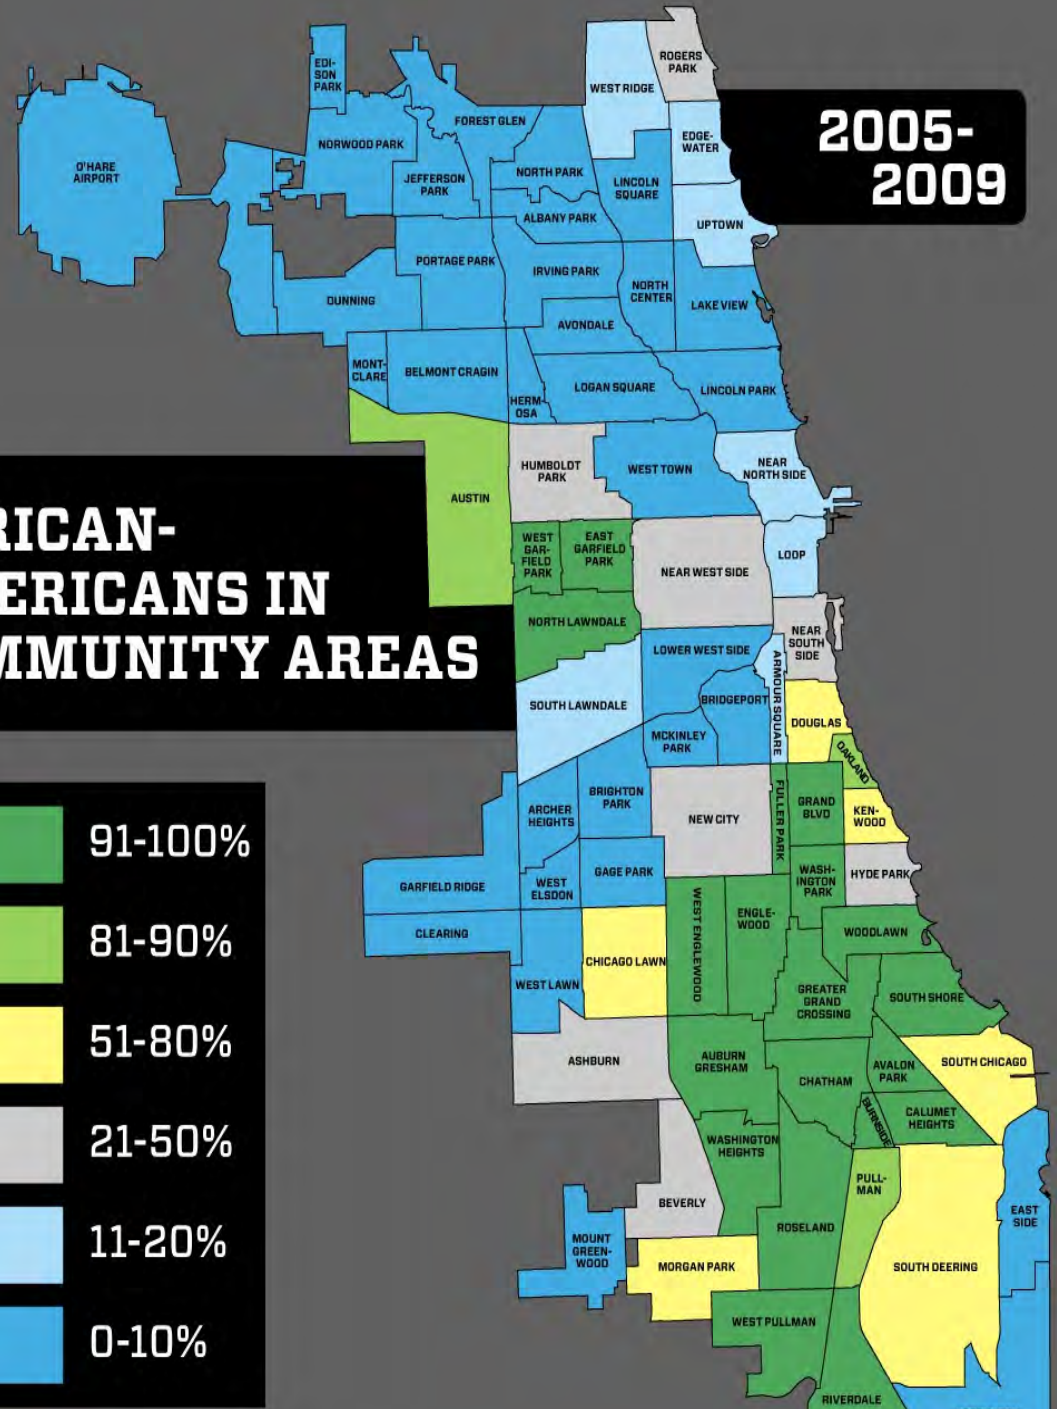 2005-
2009
RICAN-
ERICANS IN
MMUNITY AREAS
91-100%
81-90%
51-80%
21-50%
11-20%
0-10%
O'HARE
AIRPORT
EDI-
SON
PARK
NORWOOD PARK
FOREST GLEN
JEFFERSON
PARK
NORTH PARK
WEST RIDGE
ROGERS
PARK
EDGE-
WATER
LINCOLN
SQUARE
UPTOWN
ALBANY PARK
PORTAGE PARK
IRVING PARK
DUNNING
NORTH
CENTER
LAKE VIEW
AVONDALE
MONT-
CLARE
BELMONT CRAGIN
HERM-
OSA
LOGAN SQUARE
LINCOLN PARK
AUSTIN
HUMBOLDT
PARK
WEST TOWN
NEAR
NORTH SIDE
WEST
GAR-
FIELD
PARK
EAST
GARFIELD
PARK
NEAR WEST SIDE
LOOP
NORTH LAWNDALE
NEAR
SOUTH
SIDE
LOWER WEST SIDE
SOUTH LAWNDALE
BRIDGEPORT
ARMOUR SQUARE
DOUGLAS
MCKINLEY
PARK
OAKLAND
ARCHER
HEIGHTS
BRIGHTON
PARK
NEW CITY
FULLER PARK
GRAND
BLVD
KEN-
WOOD
GARFIELD RIDGE
WEST
ELSDON
GAGE PARK
WASH-
INGTON
PARK
HYDE PARK
CLEARING
WEST LAWN
CHICAGO LAWN
WEST ENGLEWOOD
ENGLE-
WOOD
WOODLAWN
GREATER
GRAND
CROSSING
SOUTH SHORE
ASHBURN
AUBURN
GRESHAM
CHATHAM
AVALON
PARK
SOUTH CHICAGO
BURNSIDE
CALUMET
HEIGHTS
WASHINGTON
HEIGHTS
BEVERLY
PULL-
MAN
ROSELAND
EAST
SIDE
MOUNT
GREEN-
WOOD
MORGAN PARK
SOUTH DEERING
WEST PULLMAN
RIVERDALE